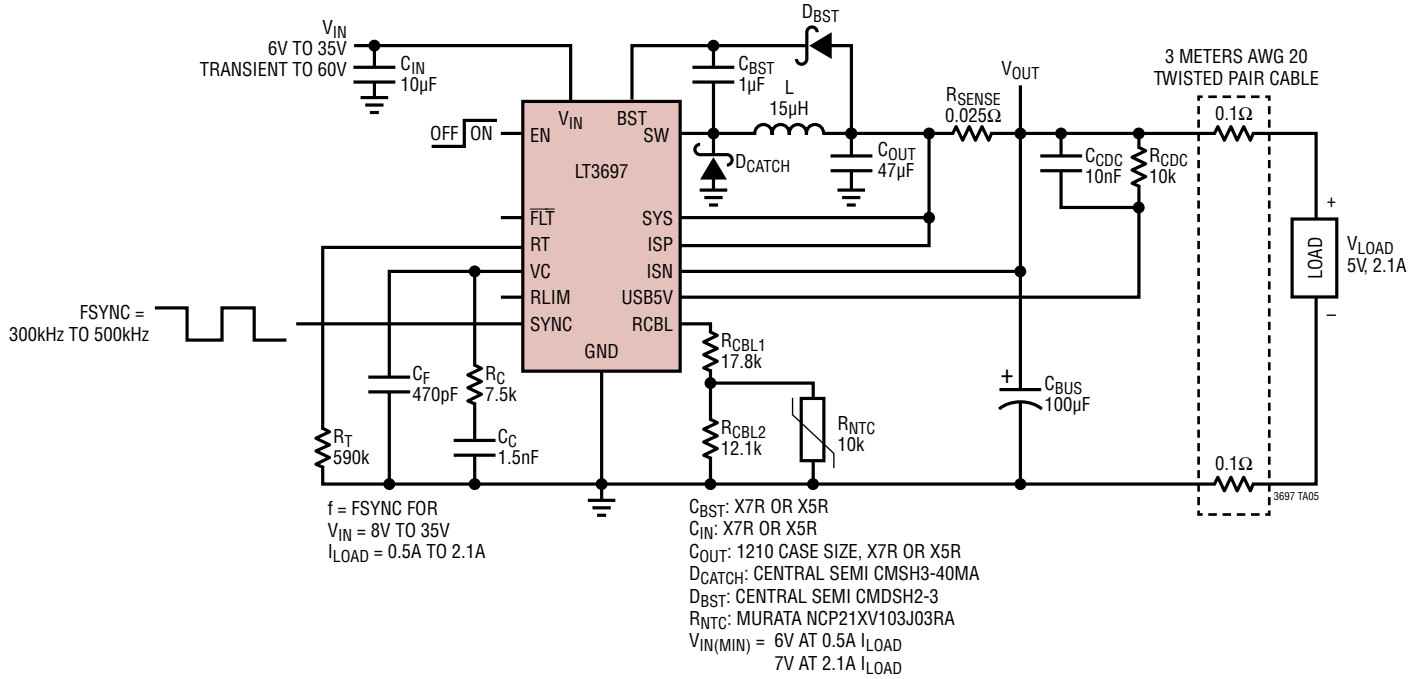 VIN
6V TO 35V
TRANSIENT TO 60V
CIN
10µF
DBST
CBST
1µF
L
15µH
VOUT
RSENSE
0.025Ω
3 METERS AWG 20
TWISTED PAIR CABLE
0.1Ω
OFF ON
EN
VIN
BST
SW
LT3697
DCATCH
COUT
47µF
CCDC
10nF
RCDC
10k
FLT
SYS
RT
ISP
VC
ISN
RLIM
USB5V
SYNC
RCBL
GND
+
LOAD
–
VLOAD
5V, 2.1A
FSYNC =
300kHz TO 500kHz
CF
470pF
RC
7.5k
RT
590k
CC
1.5nF
RCBL1
17.8k
RCBL2
12.1k
RNTC
10k
+
CBUS
100µF
0.1Ω
3697 TA05
f = FSYNC FOR
VIN = 8V TO 35V
ILOAD = 0.5A TO 2.1A
CBST: X7R OR X5R
CIN: X7R OR X5R
COUT: 1210 CASE SIZE, X7R OR X5R
DCATCH: CENTRAL SEMI CMSH3-40MA
DBST: CENTRAL SEMI CMDSH2-3
RNTC: MURATA NCP21XV103J03RA
VIN(MIN) = 6V AT 0.5A ILOAD
7V AT 2.1A ILOAD